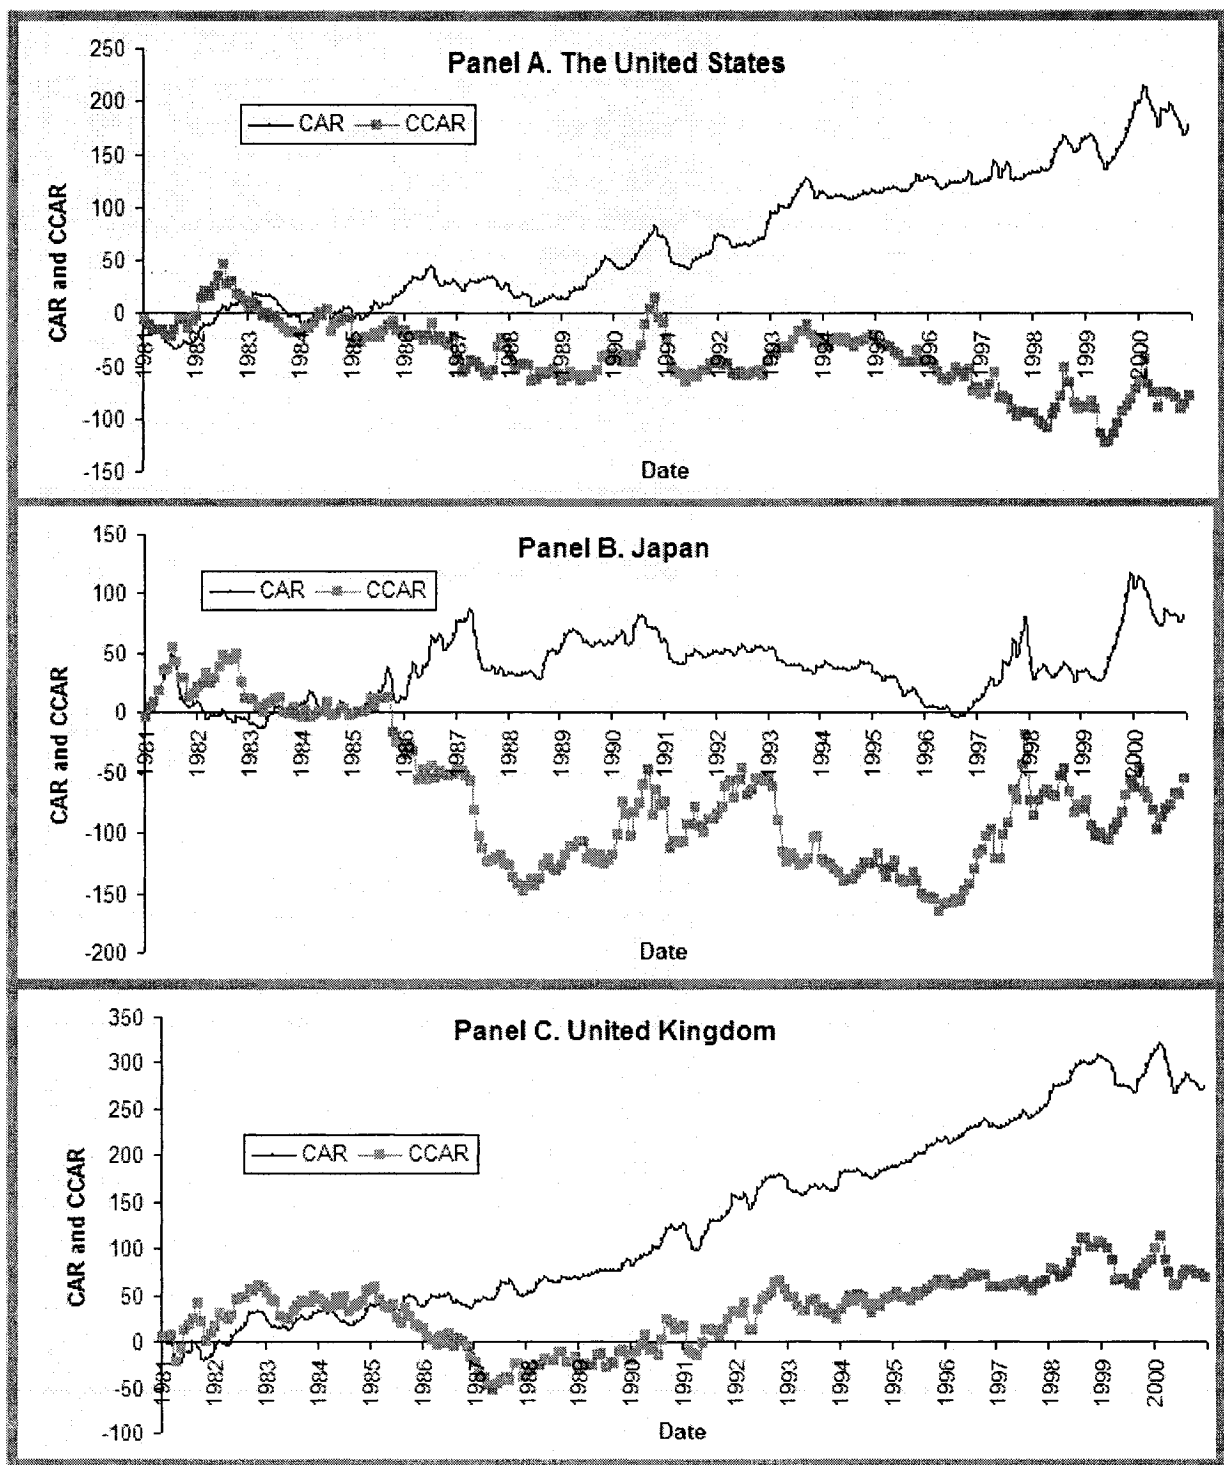 Panel A. The United States
CAR CCAR
CAR and CCAR
250
200
150
100
50
0
-50
-100
-150
1981 1982 1983 1984 1985 1986 1987 1988 1989 1990 1991 1992 1993 1994 1995 1996 1997 1998 1999 2000
Date
Panel B. Japan
CAR CCAR
CAR and CCAR
150
100
50
0
-50
-100
-150
-200
1981 1982 1983 1984 1985 1986 1987 1988 1989 1990 1991 1992 1993 1994 1995 1996 1997 1998 1999 2000
Date
Panel C. United Kingdom
CAR CCAR
CAR and CCAR
350
300
250
200
150
100
50
0
-50
-100
1981 1982 1983 1984 1985 1986 1987 1988 1989 1990 1991 1992 1993 1994 1995 1996 1997 1998 1999 2000
Date